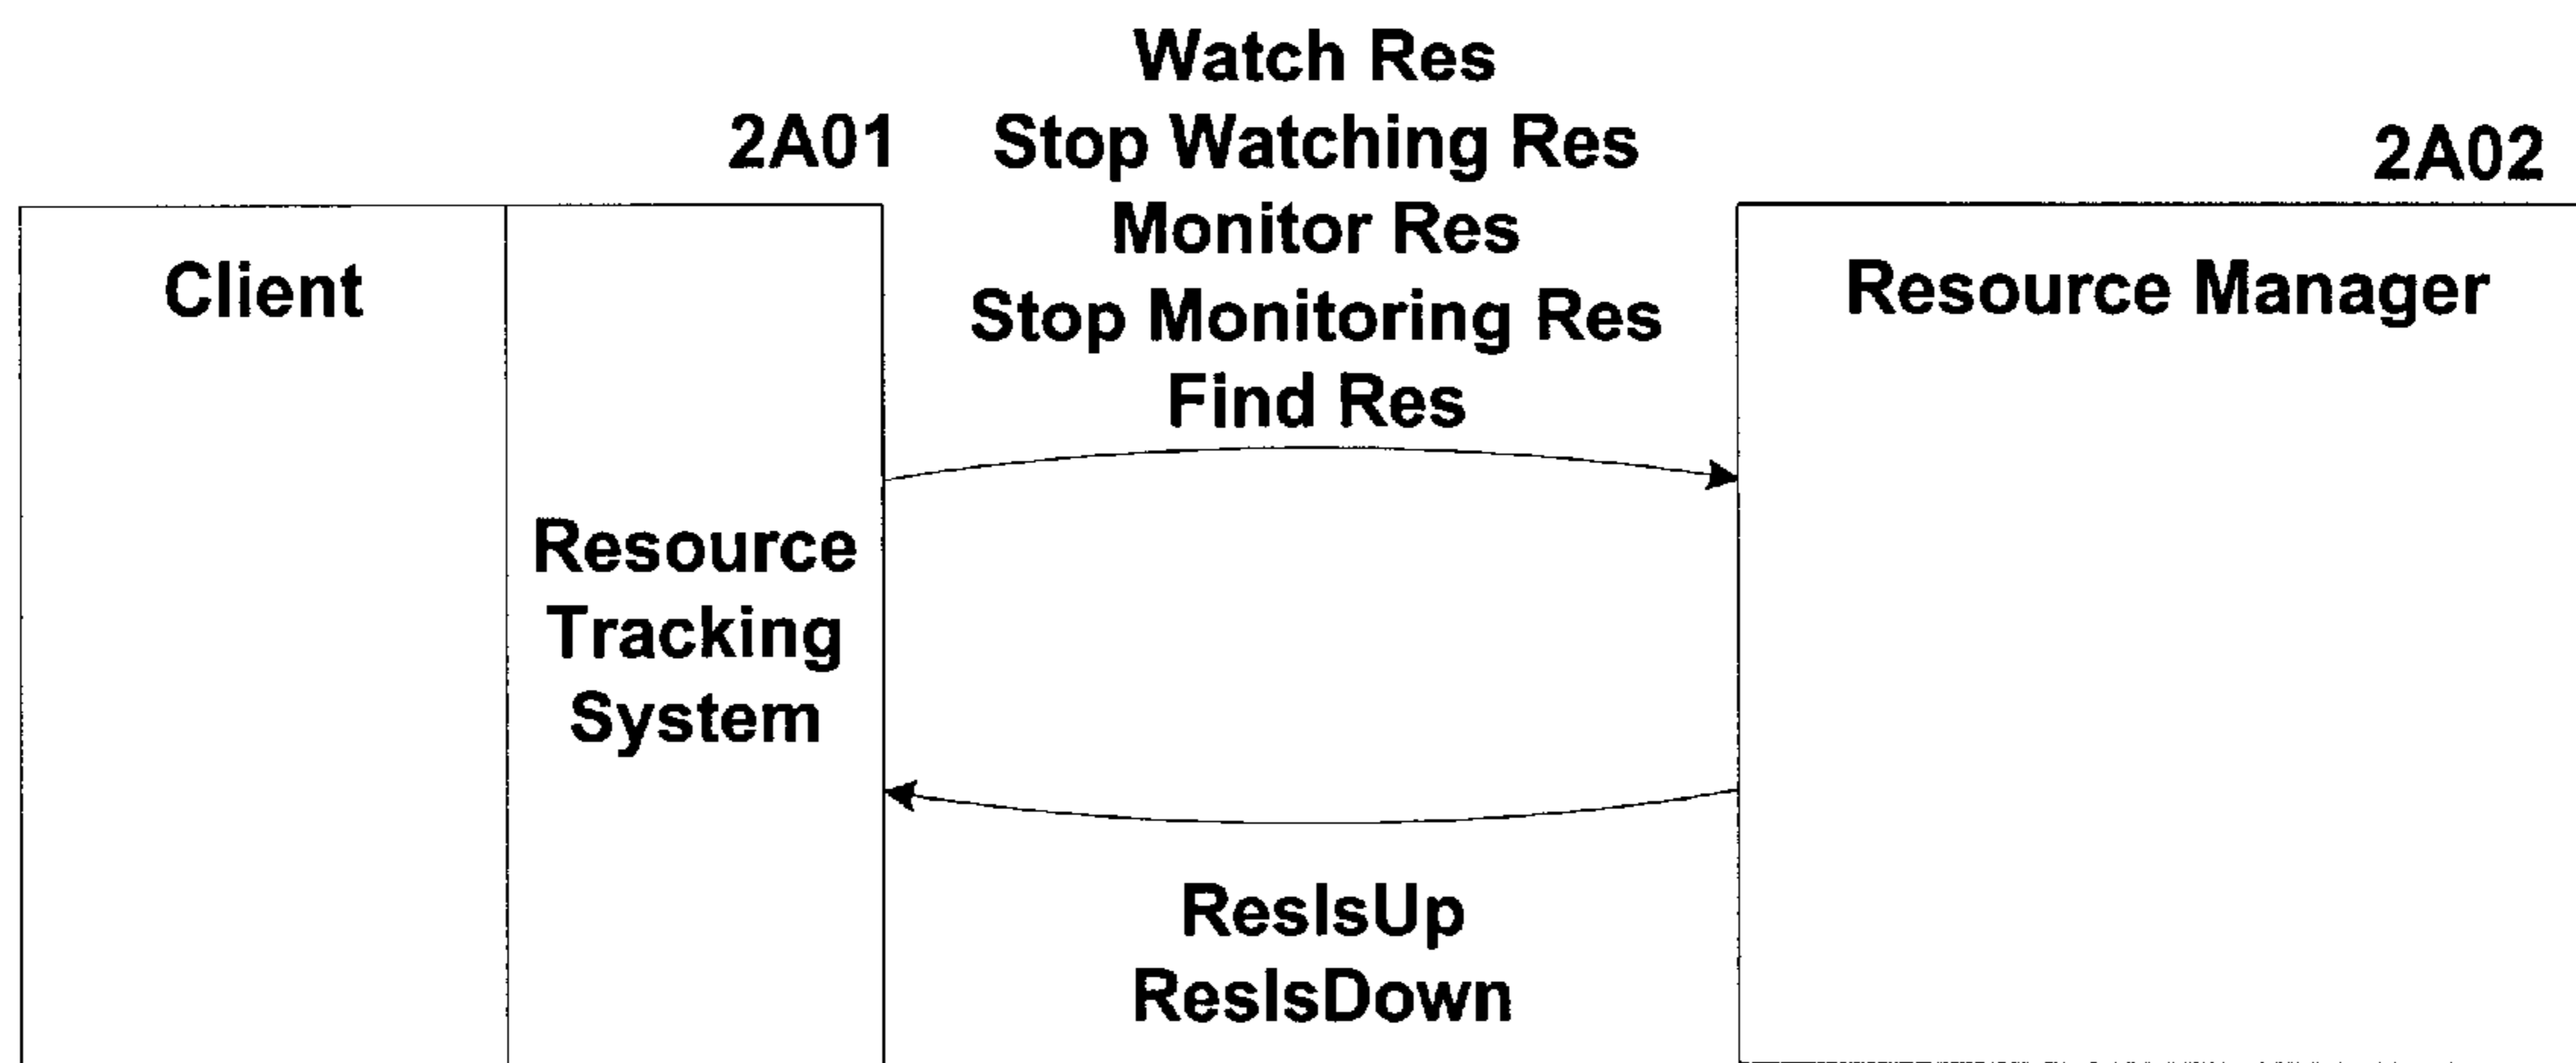 Watch Res
2A01
Stop Watching Res
2A02
Monitor Res
Client
Resource Manager
Stop Monitoring Res
Find Res
Resource
Tracking
System
ResIsUp
ResIsDown